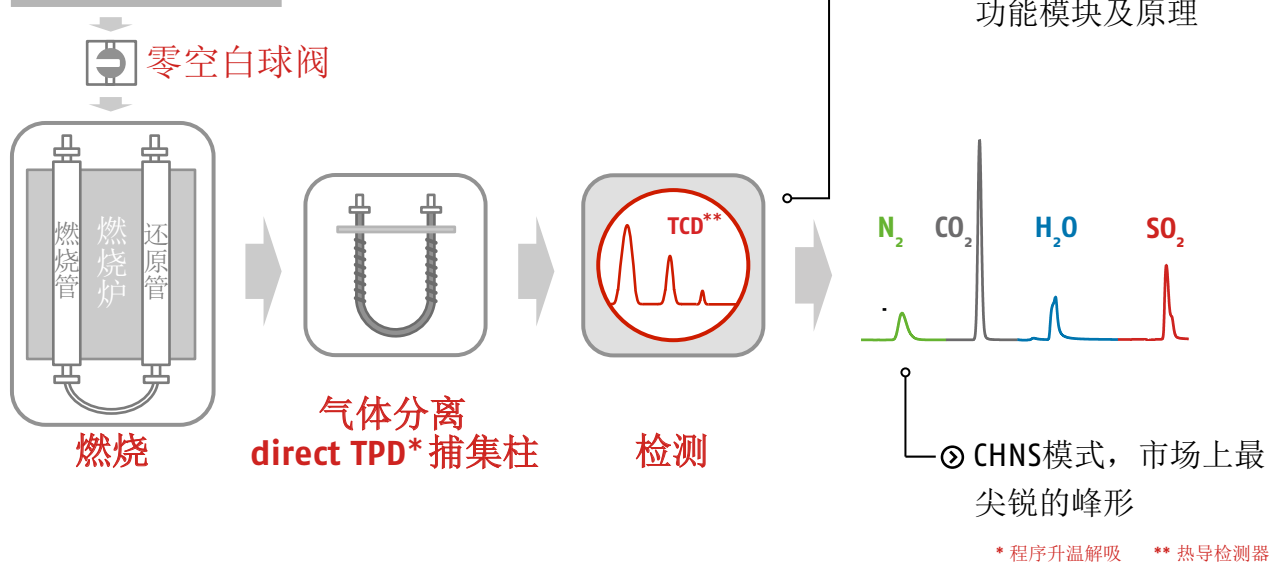 功能模块及原理
零空白球阀
燃烧管
燃烧炉
还原管
TCD**
N2
CO2
H2O
SO2
燃烧
气体分离
direct TPD* 捕集柱
检测
CHNS模式，市场上最
尖锐的峰形
* 程序升温解吸 ** 热导检测器